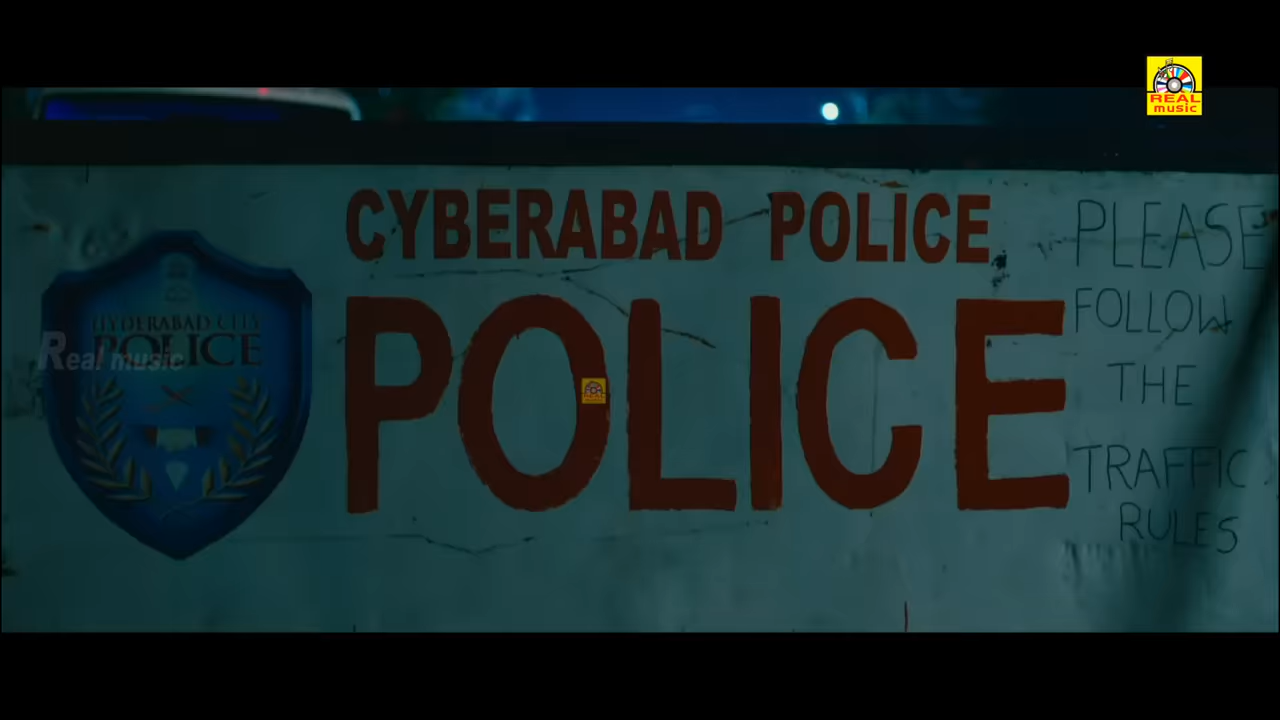 REAL
music
CYBERABAD POLICE
POLICE
HYDERABAD CITY
POLICE
Real music
PLEASE
FOLLOW
THE
TRAFFIC
RULES